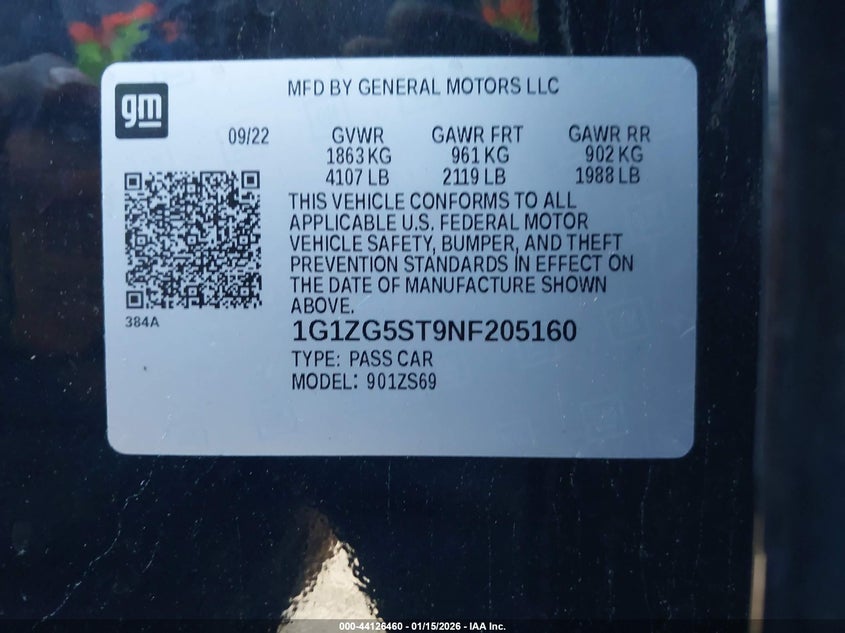 gm
MFD BY GENERAL MOTORS LLC
09/22 GVWR GAWR FRT GAWR RR
1863 KG 961 KG 902 KG
4107 LB 2119 LB 1988 LB
THIS VEHICLE CONFORMS TO ALL
APPLICABLE U.S. FEDERAL MOTOR
VEHICLE SAFETY, BUMPER, AND THEFT
PREVENTION STANDARDS IN EFFECT ON
THE DATE OF MANUFACTURE SHOWN
ABOVE.
384A
1G1ZG5ST9NF205160
TYPE: PASS CAR
MODEL: 901ZS69
000-44126460 - 01/15/2026 - IAA Inc.